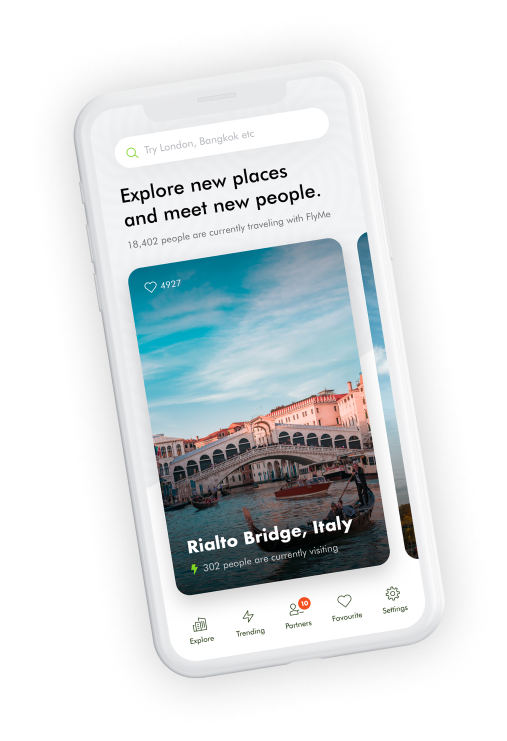 Try London, Bangkok etc
Explore new places
and meet new people.
18,402 people are currently traveling with FlyMe
4927
Rialto Bridge, Italy
302 people are currently visiting
10
Explore
Trending
Partners
Favourite
Settings